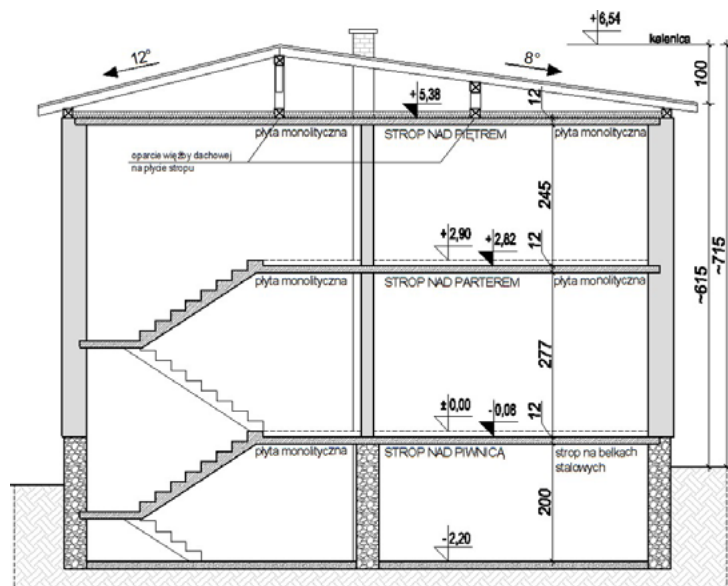 + 6,54
kalenica
12°
8°
100
+ 5,38
12
płyta monolityczna
STROP NAD PIĘTREM
płyta monolityczna
oparcie więźby dachowej
na płycie stropu
245
+ 2,90
+ 2,82
12
płyta monolityczna
STROP NAD PARTEREM
płyta monolityczna
~615
~715
277
± 0,00
- 0,08
12
płyta monolityczna
STROP NAD PIWNICĄ
strop na belkach
stalowych
200
- 2,20